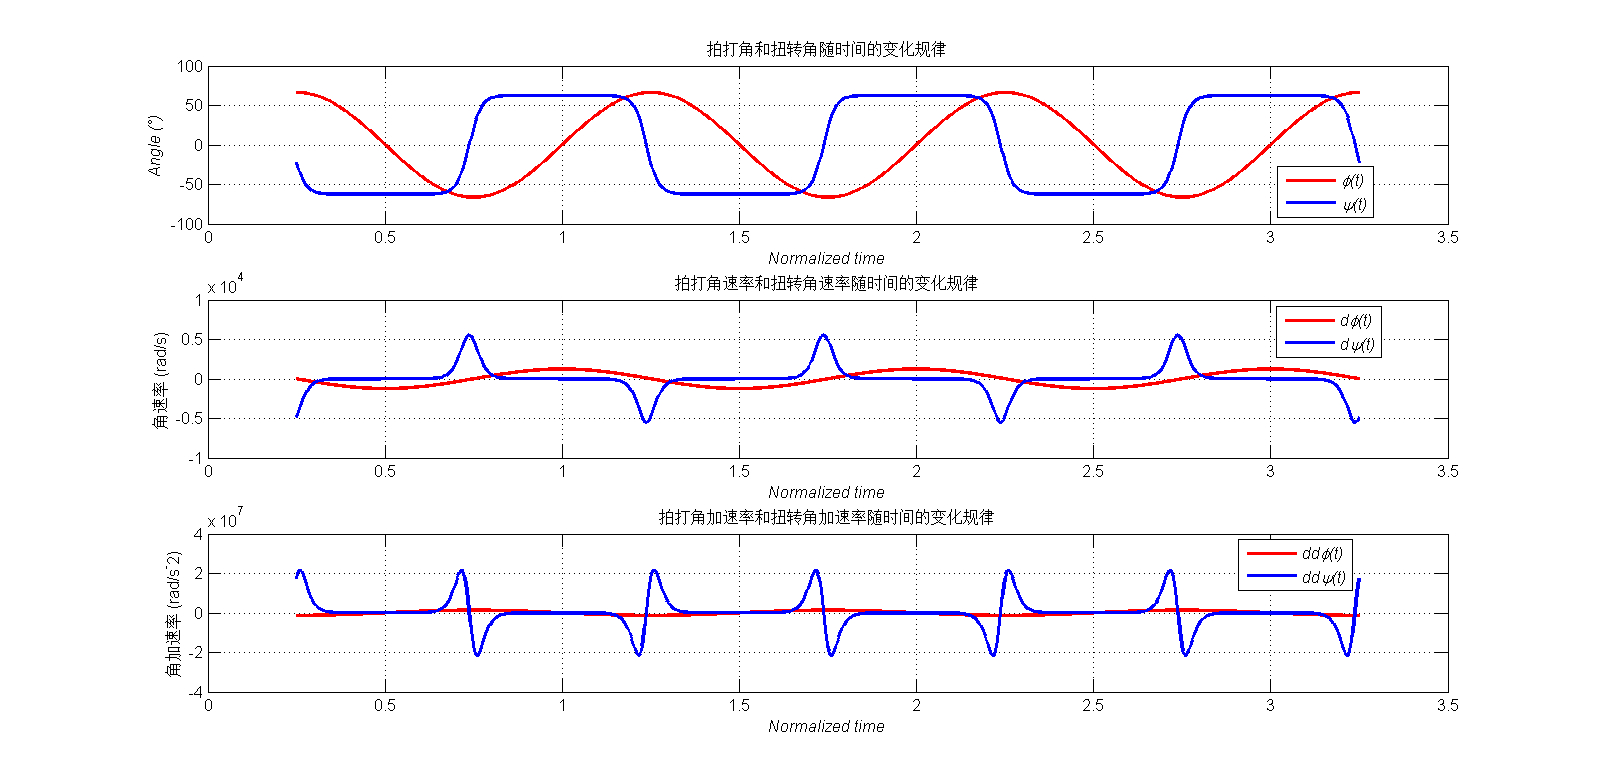 拍打角和扭转角随时间的变化规律
100
50
0
-50
-100
Angle (°)
ϕ(t)
ψ(t)
0 0.5 1 1.5 2 2.5 3 3.5
Normalized time
x 10^4
拍打角速率和扭转角速率随时间的变化规律
1
0.5
0
-0.5
-1
角速率 (rad/s)
dϕ(t)
dψ(t)
0 0.5 1 1.5 2 2.5 3 3.5
Normalized time
x 10^7
拍打角加速率和扭转角加速率随时间的变化规律
4
2
0
-2
-4
角加速率 (rad/s^2)
ddϕ(t)
ddψ(t)
0 0.5 1 1.5 2 2.5 3 3.5
Normalized time